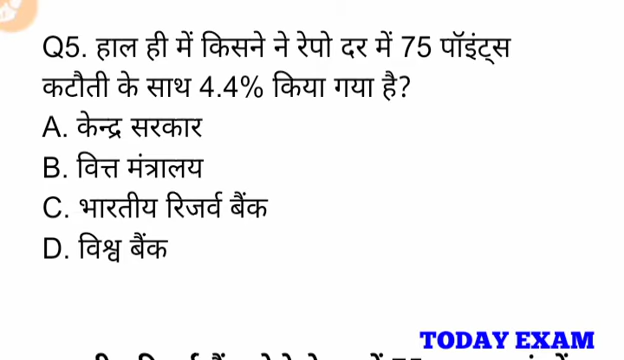 Q5. हाल ही में किसने ने रेपो दर में 75 पॉइंट्स
कटौती के साथ 4.4% किया गया है?
A. केन्द्र सरकार
B. वित्त मंत्रालय
C. भारतीय रिजर्व बैंक
D. विश्व बैंक
TODAY EXAM